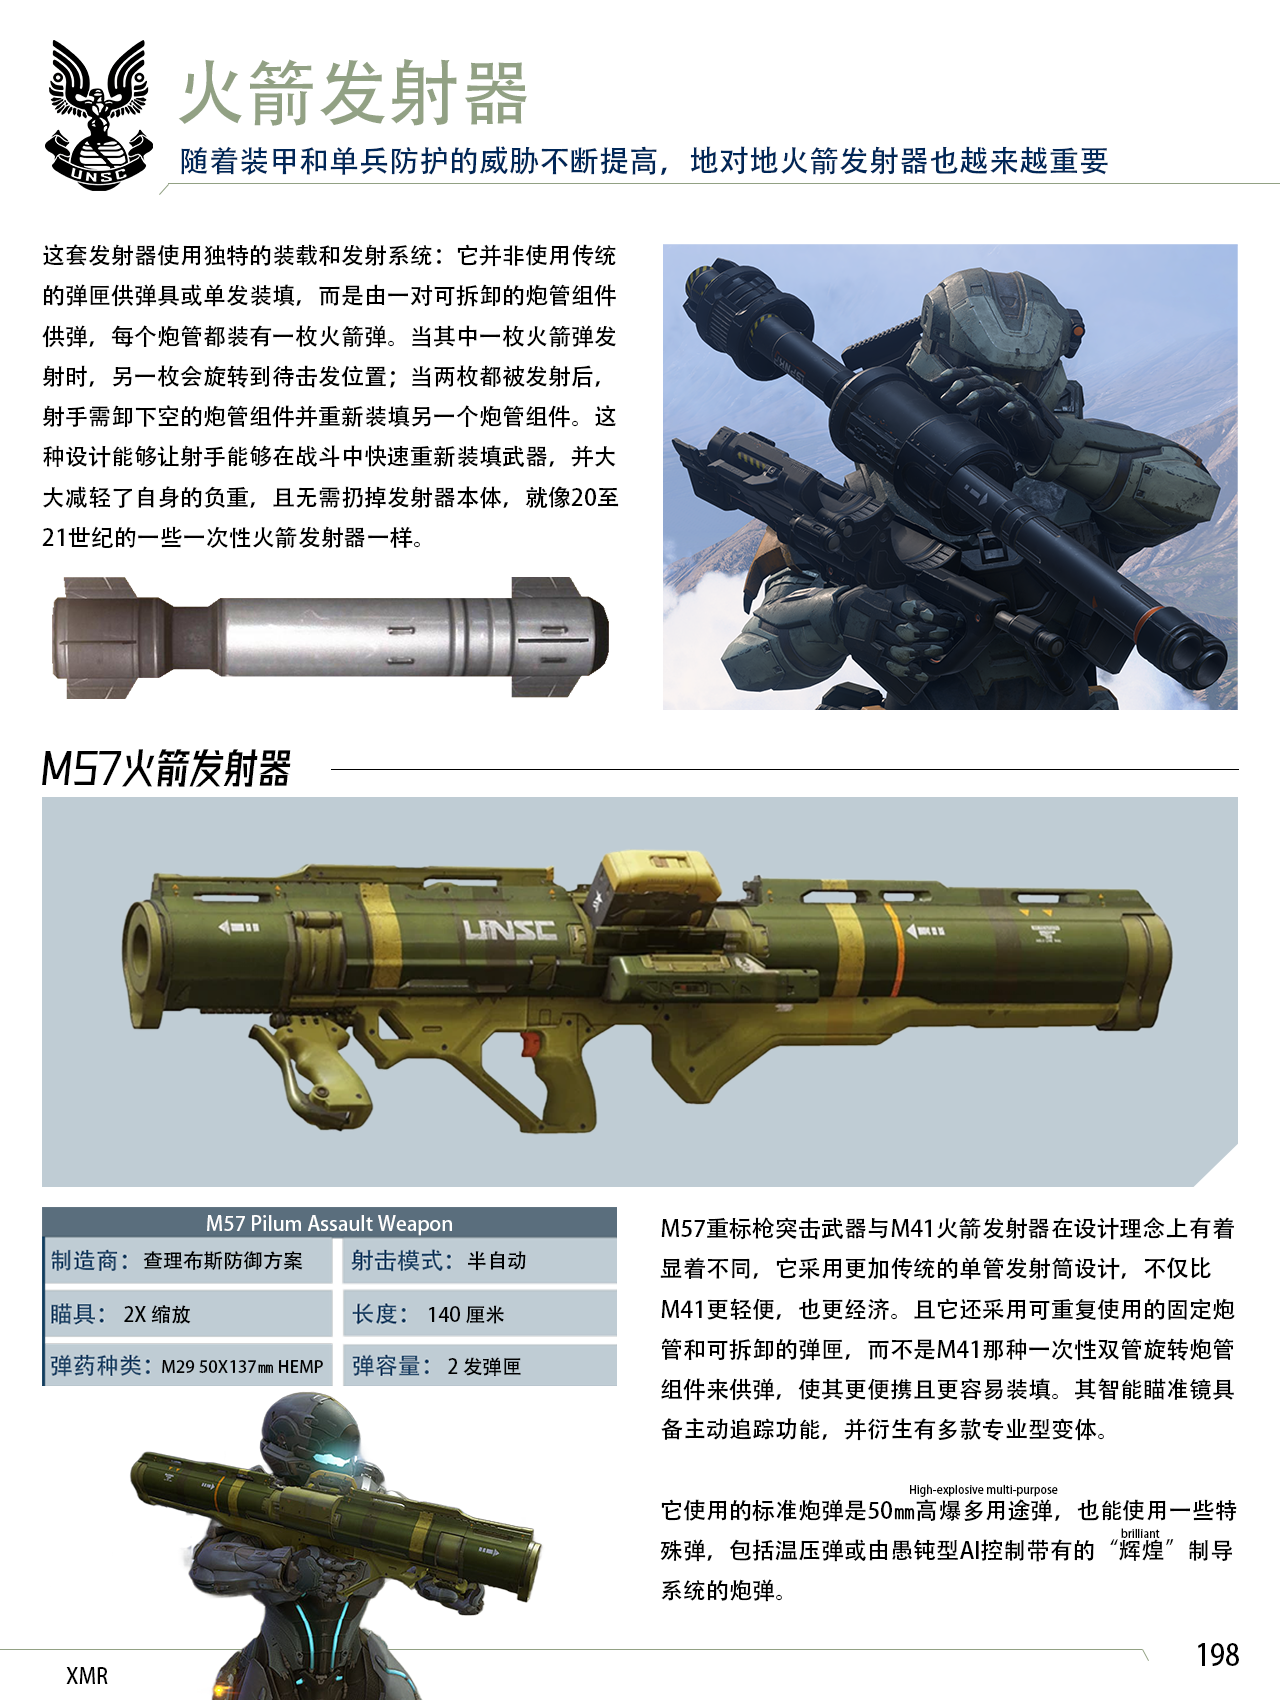 UNSC
火箭发射器
随着装甲和单兵防护的威胁不断提高，地对地火箭发射器也越来越重要
这套发射器使用独特的装载和发射系统：它并非使用传统
的弹匣供弹具或单发装填，而是由一对可拆卸的炮管组件
供弹，每个炮管都装有一枚火箭弹。当其中一枚火箭弹发
射时，另一枚会旋转到待击发位置；当两枚都被发射后，
射手需卸下空的炮管组件并重新装填另一个炮管组件。这
种设计能够让射手能够在战斗中快速重新装填武器，并大
大减轻了自身的负重，且无需扔掉发射器本体，就像20至
21世纪的一些一次性火箭发射器一样。
M57火箭发射器
UNSC
M57 Pilum Assault Weapon
制造商：查理布斯防御方案
射击模式：半自动
瞄具：2X 缩放
长度：140 厘米
弹药种类：M29 50X137㎜ HEMP
弹容量：2 发弹匣
M57重标枪突击武器与M41火箭发射器在设计理念上有着
显着不同，它采用更加传统的单管发射筒设计，不仅比
M41更轻便，也更经济。且它还采用可重复使用的固定炮
管和可拆卸的弹匣，而不是M41那种一次性双管旋转炮管
组件来供弹，使其更便携且更容易装填。其智能瞄准镜具
备主动追踪功能，并衍生有多款专业型变体。
High-explosive multi-purpose
它使用的标准炮弹是50㎜高爆多用途弹，也能使用一些特
brilliant
殊弹，包括温压弹或由愚钝型AI控制带有的“辉煌”制导
系统的炮弹。
XMR
198